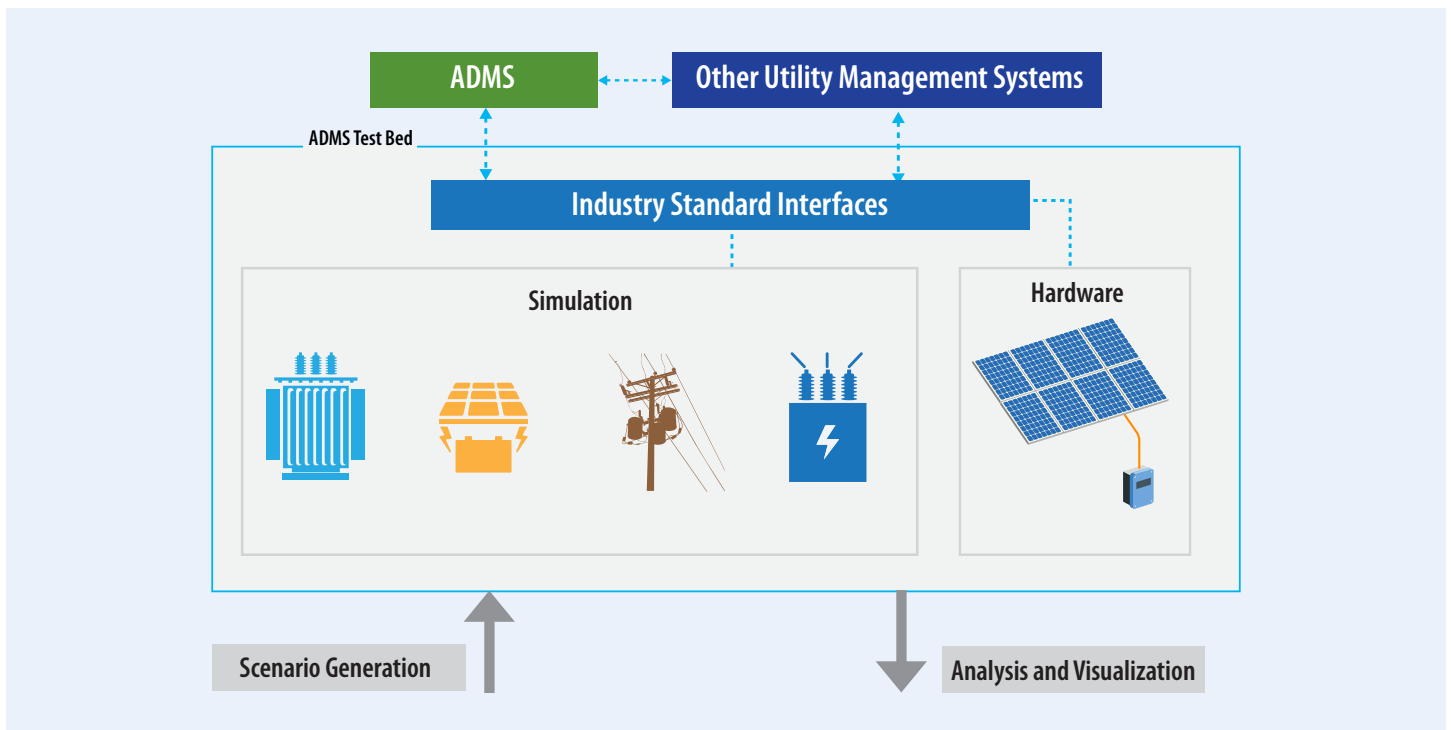 ADMS
Other Utility Management Systems
ADMS Test Bed
Industry Standard Interfaces
Simulation
Hardware
Scenario Generation
Analysis and Visualization